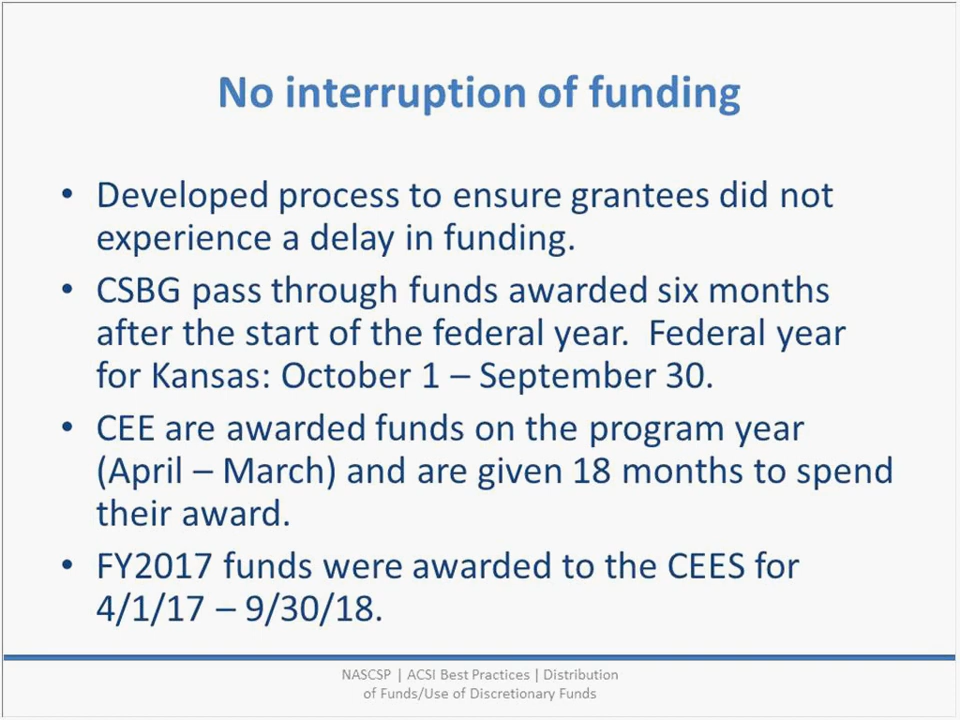 No interruption of funding
• Developed process to ensure grantees did not
experience a delay in funding.
• CSBG pass through funds awarded six months
after the start of the federal year.  Federal year
for Kansas: October 1 – September 30.
• CEE are awarded funds on the program year
(April – March) and are given 18 months to spend
their award.
• FY2017 funds were awarded to the CEES for
4/1/17 – 9/30/18.
NASCSP | ACSI Best Practices | Distribution
of Funds/Use of Discretionary Funds